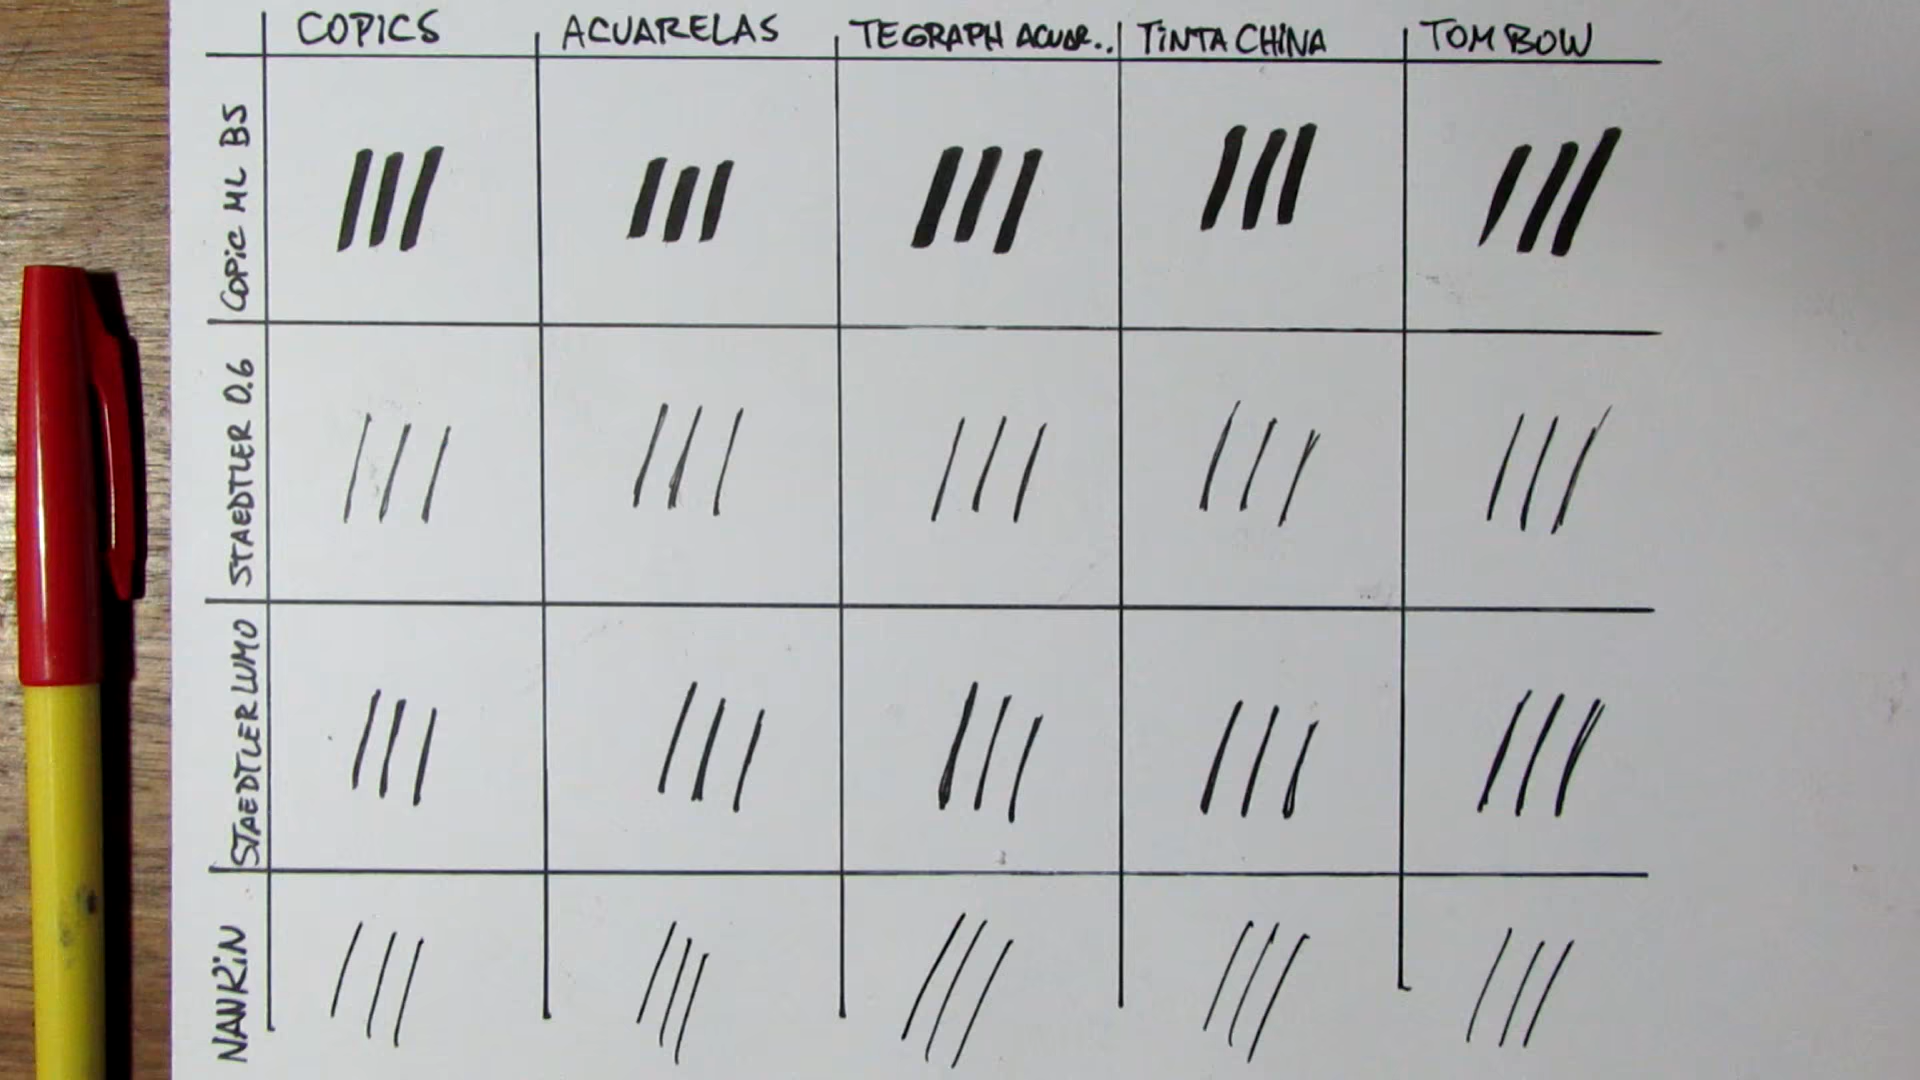 COPICS
ACUARELAS
TEGRAPH ACUAR..
TINTA CHINA
TOMBOW
COPIC ML BS
STAEDTLER 0.6
STAEDTLER LUMO
NANKIN